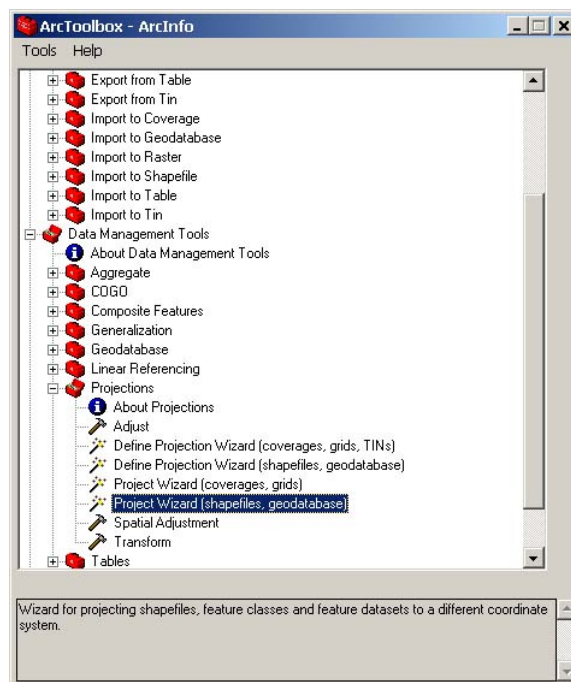 ArcToolbox - ArcInfo
Tools Help
Export from Table
Export from Tin
Import to Coverage
Import to Geodatabase
Import to Raster
Import to Shapefile
Import to Table
Import to Tin
Data Management Tools
About Data Management Tools
Aggregate
COGO
Composite Features
Generalization
Geodatabase
Linear Referencing
Projections
About Projections
Adjust
Define Projection Wizard (coverages, grids, TINs)
Define Projection Wizard (shapefiles, geodatabase)
Project Wizard (coverages, grids)
Project Wizard (shapefiles, geodatabase)
Spatial Adjustment
Transform
Tables
Wizard for projecting shapefiles, feature classes and feature datasets to a different coordinate
system.